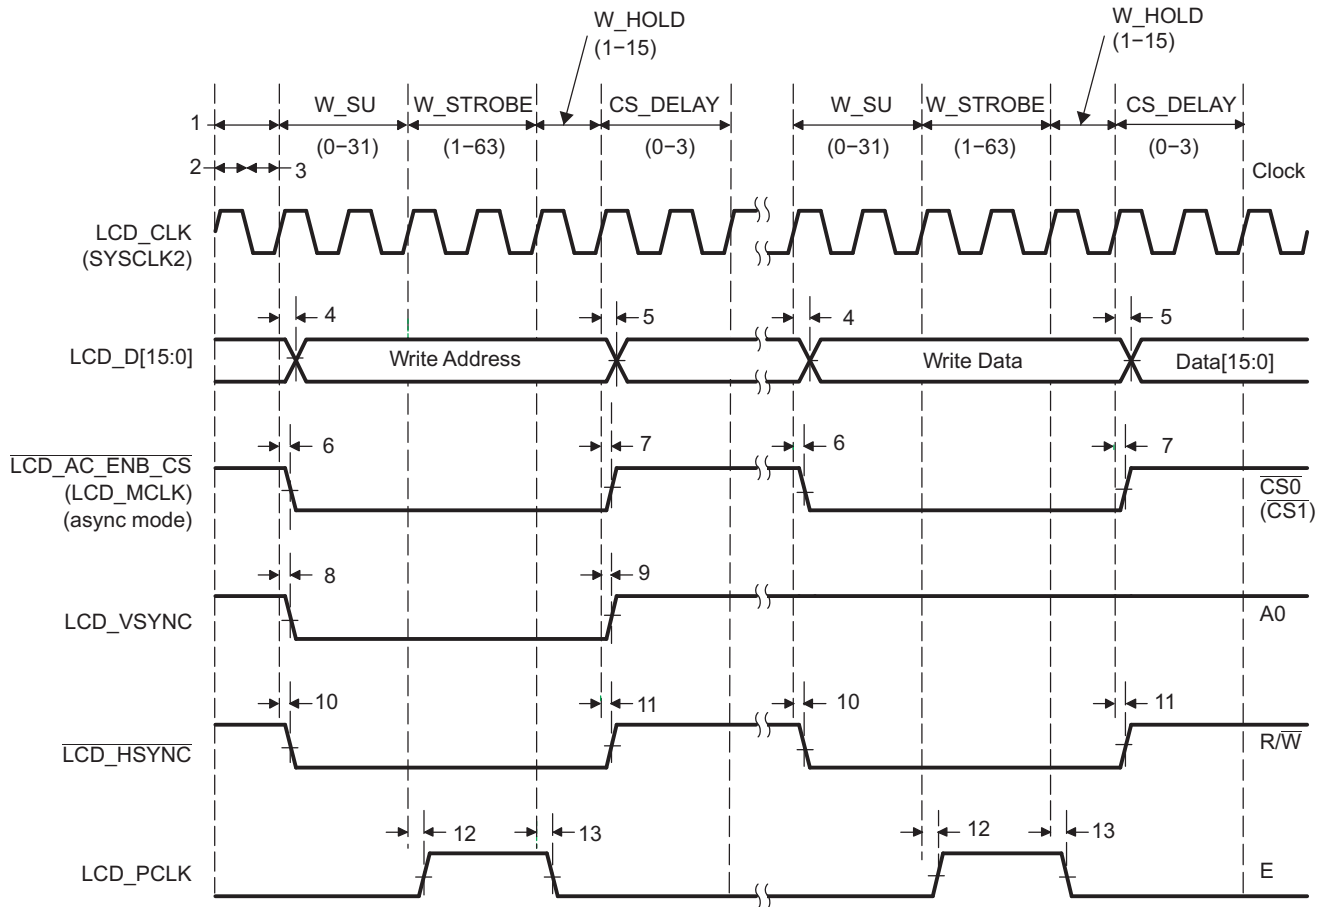 W_HOLD
(1−15)
W_HOLD
(1−15)
W_SU
W_STROBE
CS_DELAY
W_SU
W_STROBE
CS_DELAY
1
(0−31)
(1−63)
(0−3)
(0−31)
(1−63)
(0−3)
2
3
Clock
LCD_CLK
(SYSCLK2)
4
5
4
5
LCD_D[15:0]
Write Address
Write Data
Data[15:0]
6
7
6
7
LCD_AC_ENB_CS
(LCD_MCLK)
(async mode)
CS0
(CS1)
8
9
LCD_VSYNC
A0
10
11
10
11
LCD_HSYNC
R/W
12
13
12
13
LCD_PCLK
E